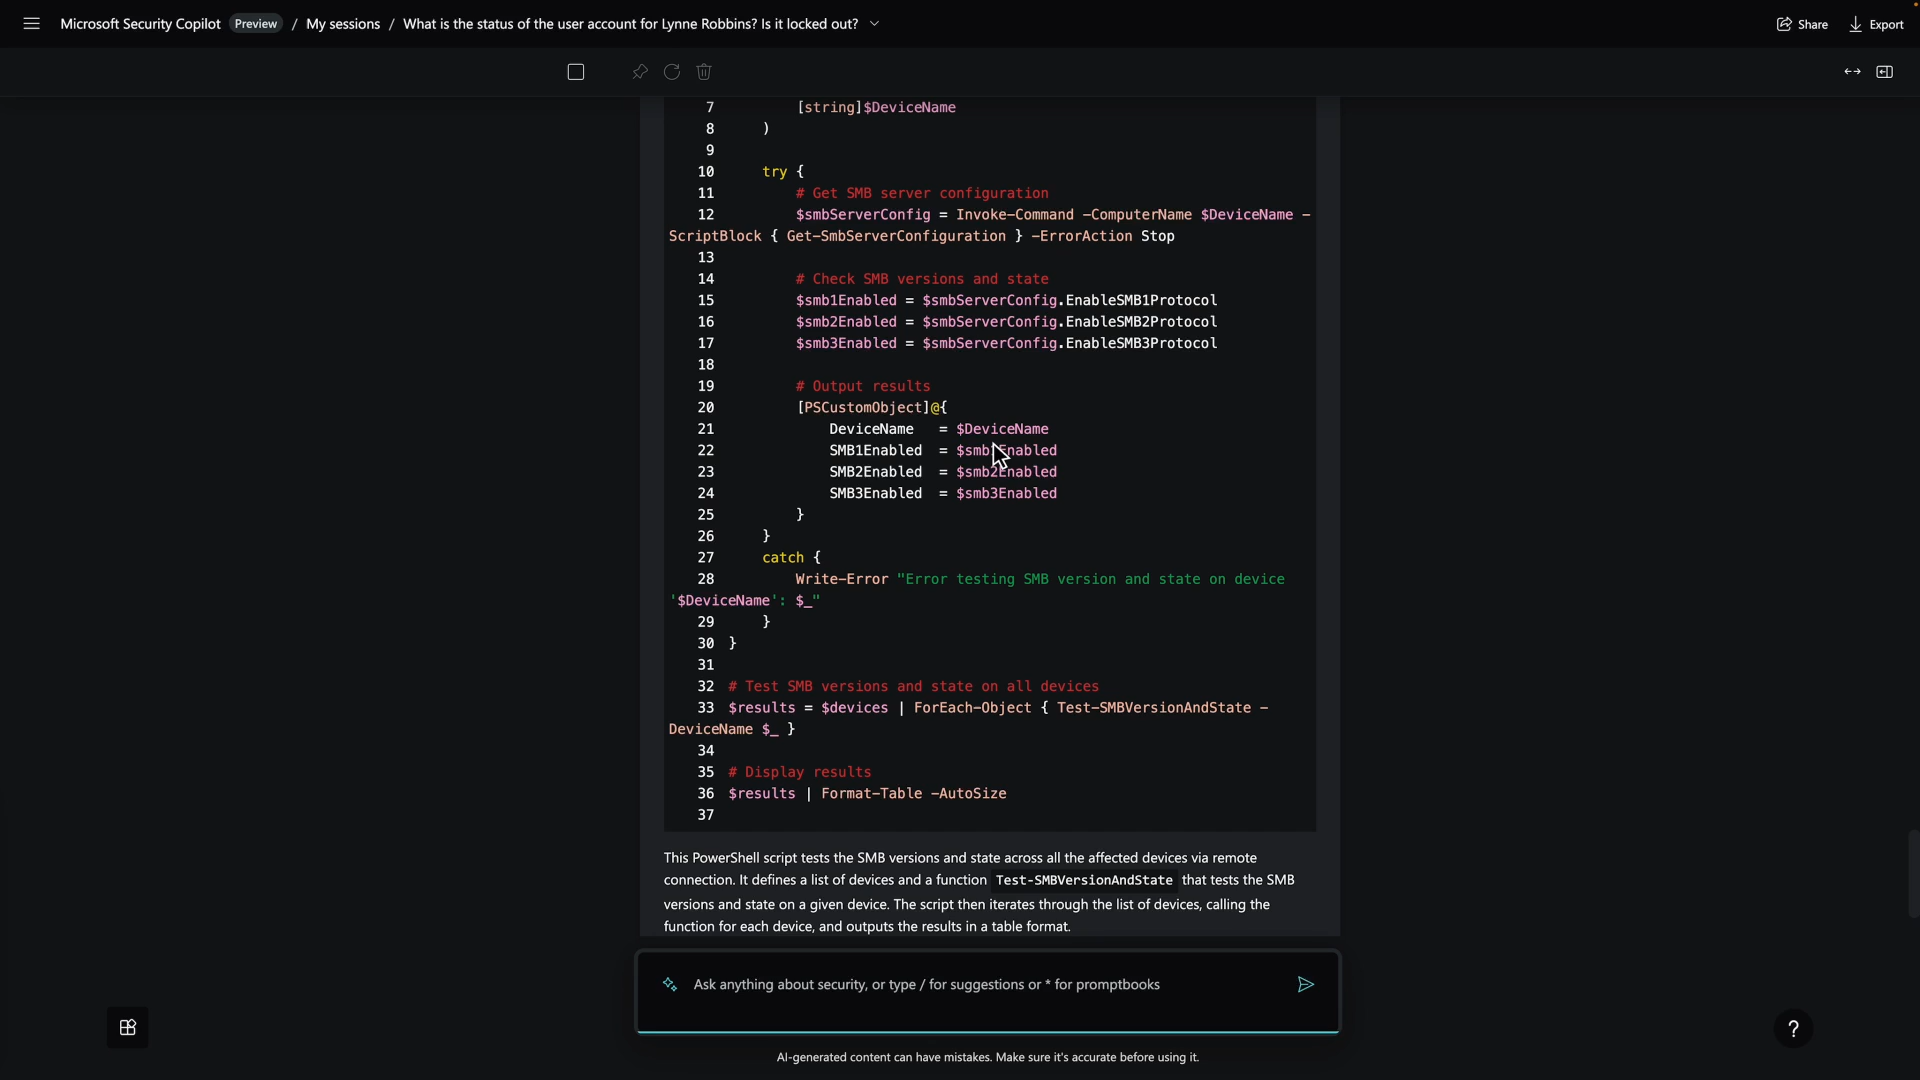 Microsoft Security Copilot Preview / My sessions / What is the status of the user account for Lynne Robbins? Is it locked out?
Share Export
7 [string]$DeviceName
8 )
9
10 try {
11 # Get SMB server configuration
12 $smbServerConfig = Invoke-Command -ComputerName $DeviceName -
ScriptBlock { Get-SmbServerConfiguration } -ErrorAction Stop
13
14 # Check SMB versions and state
15 $smb1Enabled = $smbServerConfig.EnableSMB1Protocol
16 $smb2Enabled = $smbServerConfig.EnableSMB2Protocol
17 $smb3Enabled = $smbServerConfig.EnableSMB3Protocol
18
19 # Output results
20 [PSCustomObject]@{
21 DeviceName = $DeviceName
22 SMB1Enabled = $smb1Enabled
23 SMB2Enabled = $smb2Enabled
24 SMB3Enabled = $smb3Enabled
25 }
26 }
27 catch {
28 Write-Error "Error testing SMB version and state on device
'$DeviceName': $_"
29 }
30 }
31
32 # Test SMB versions and state on all devices
33 $results = $devices | ForEach-Object { Test-SMBVersionAndState -
DeviceName $_ }
34
35 # Display results
36 $results | Format-Table -AutoSize
37
This PowerShell script tests the SMB versions and state across all the affected devices via remote
connection. It defines a list of devices and a function Test-SMBVersionAndState that tests the SMB
versions and state on a given device. The script then iterates through the list of devices, calling the
function for each device, and outputs the results in a table format.
Ask anything about security, or type / for suggestions or * for promptbooks
?
AI-generated content can have mistakes. Make sure it's accurate before using it.